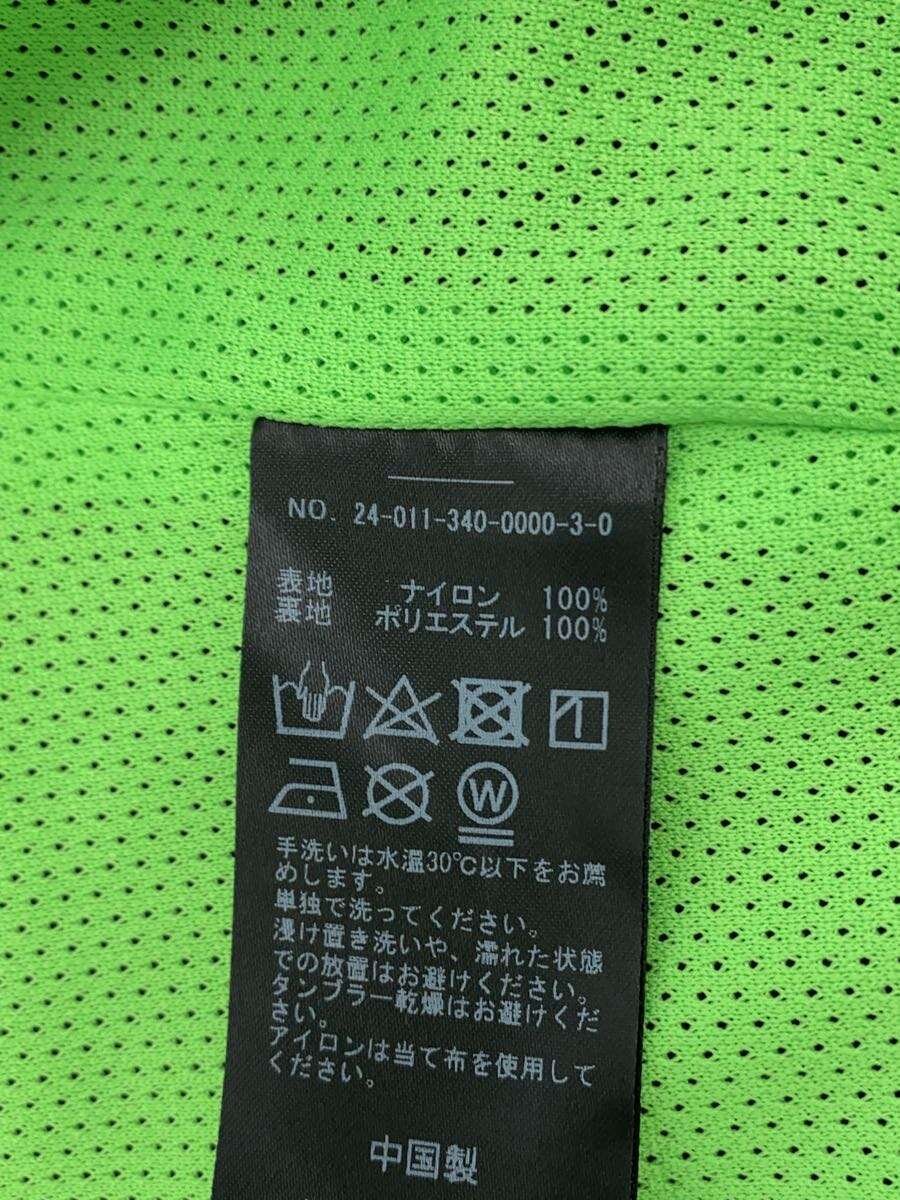 NO. 24-011-340-0000-3-0
表地 ナイロン 100%
裏地 ポリエステル 100%
W
手洗いは水温30℃以下をお薦
めします。
単独で洗ってください。
浸け置き洗いや、濡れた状態
での放置はお避けください。
タンブラー乾燥はお避けくだ
さい。
アイロンは当て布を使用して
ください。
中国製